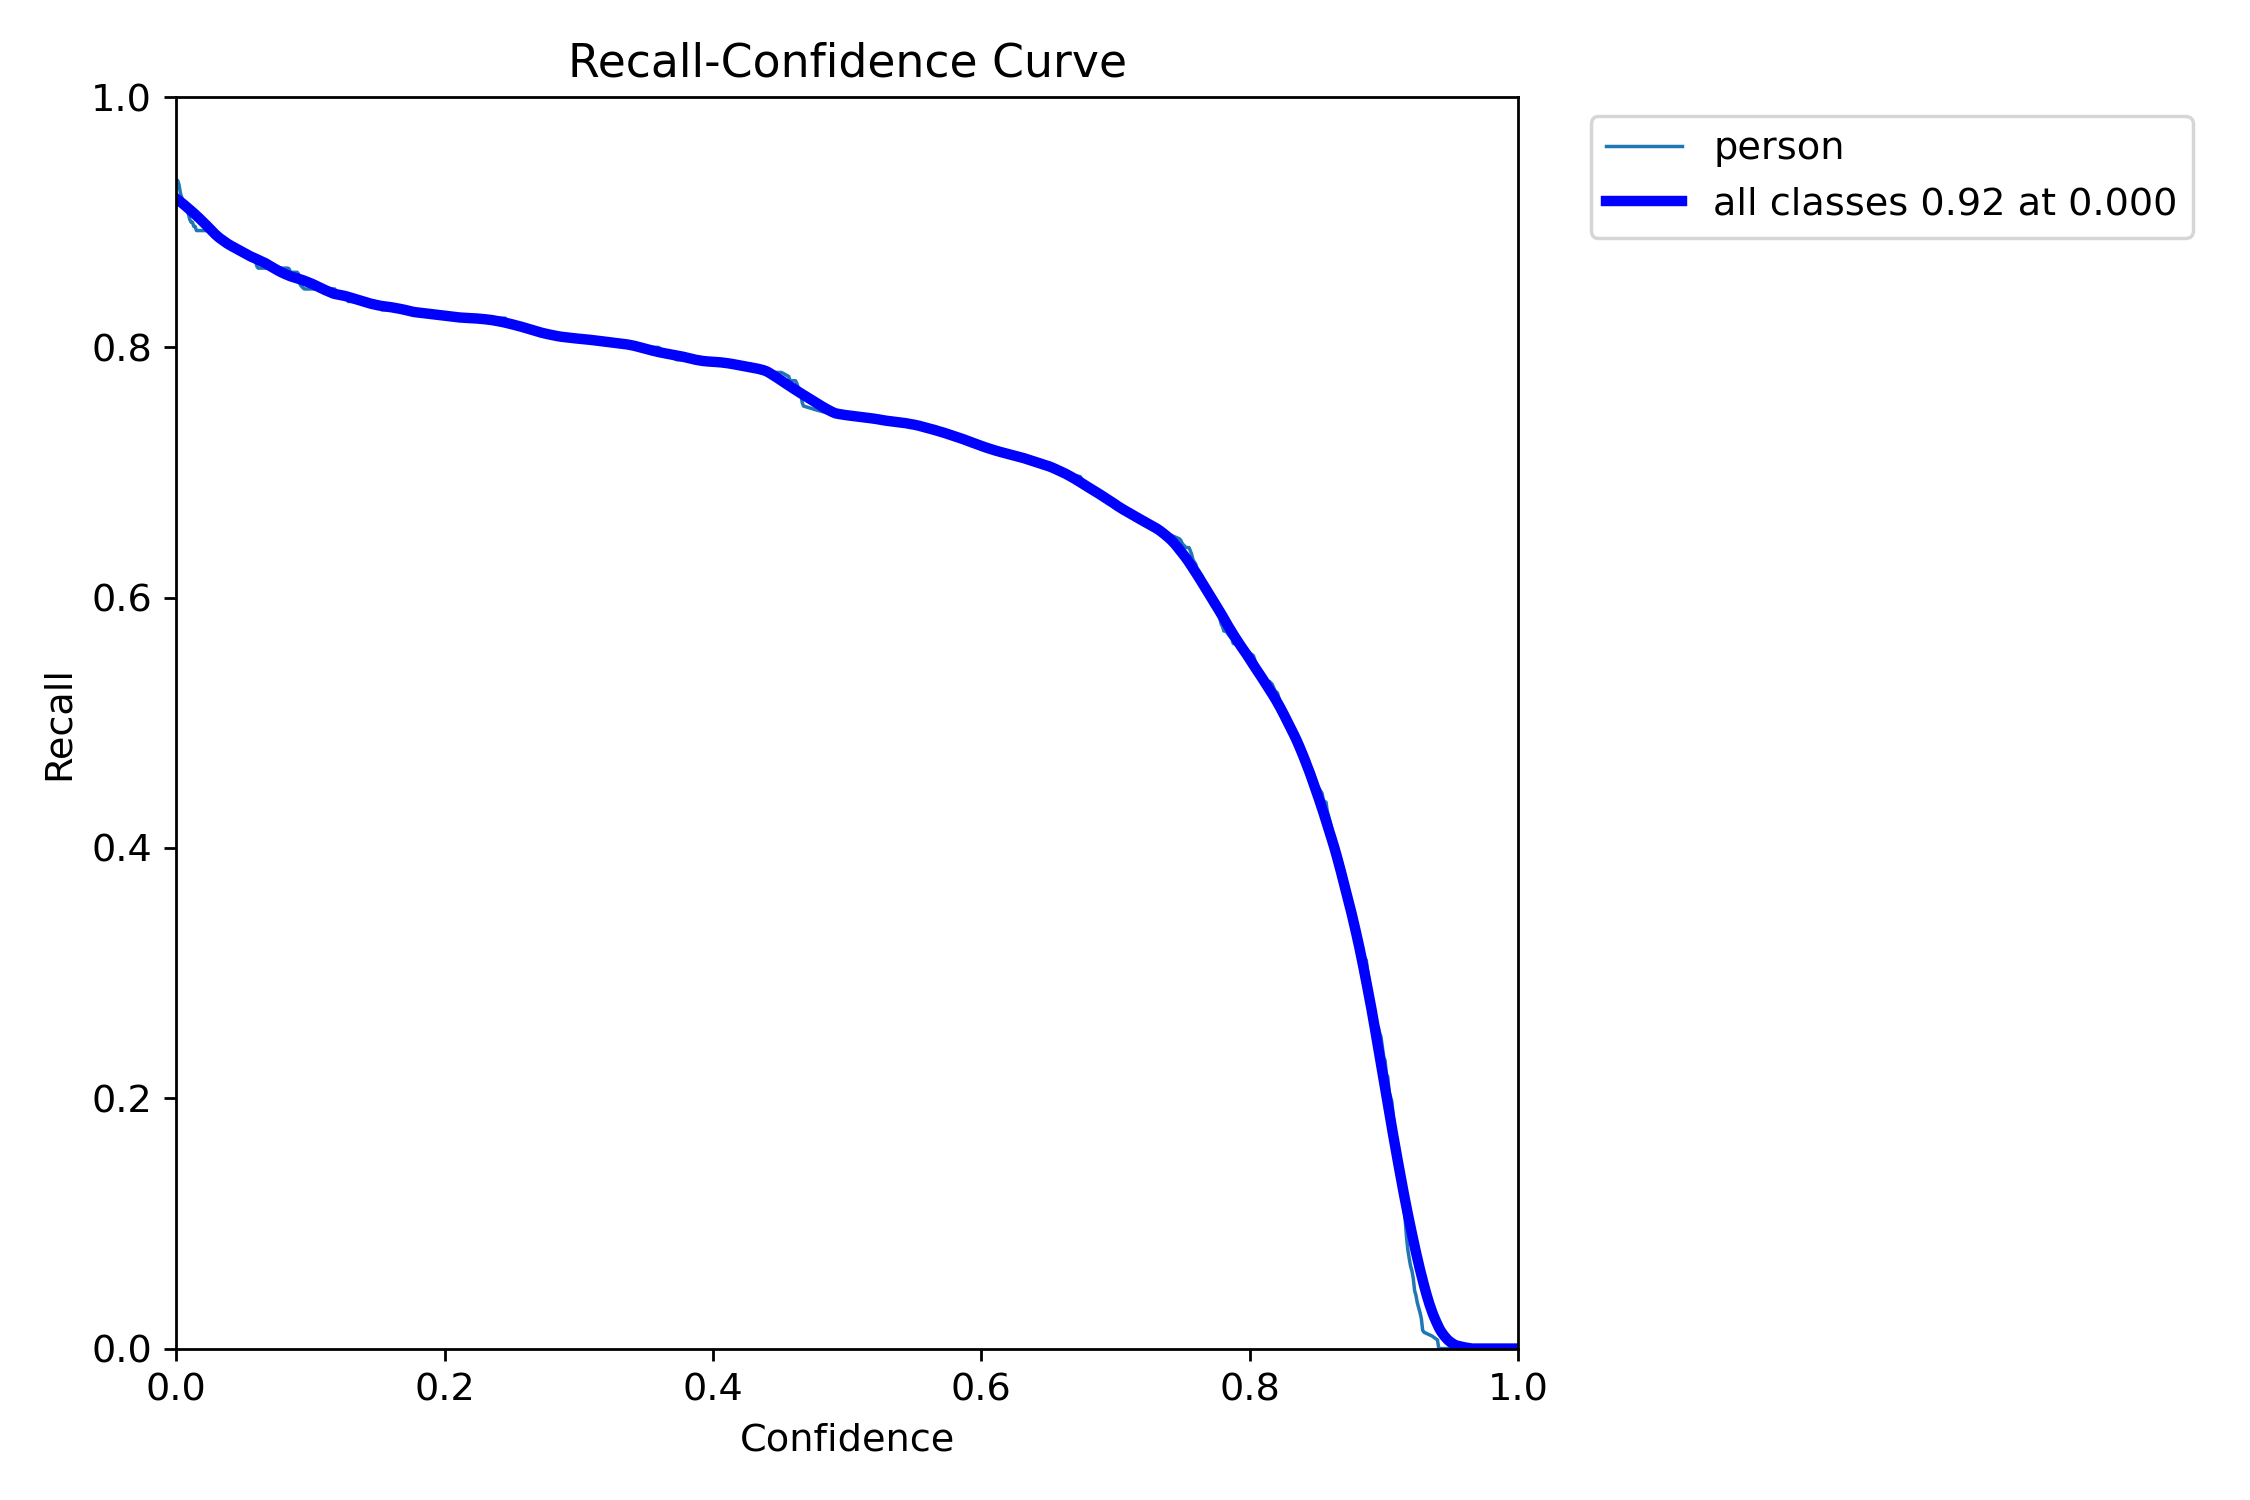 Recall-Confidence Curve
1.0
0.8
0.6
0.4
0.2
0.0
Recall
0.0 0.2 0.4 0.6 0.8 1.0
Confidence
person
all classes 0.92 at 0.000